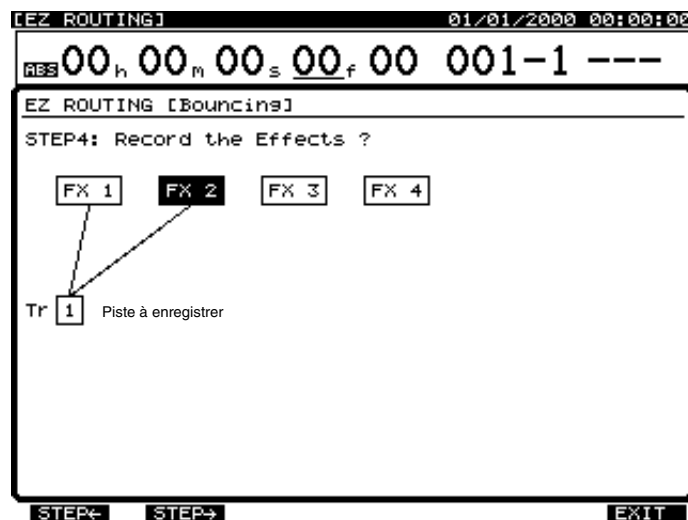 [EZ ROUTING] 01/01/2000 00:00:00
ABS 00h 00m 00s 00f 00 001-1 ---
EZ ROUTING [Bouncing]
STEP4: Record the Effects ?
FX 1 FX 2 FX 3 FX 4
Tr 1 Piste à enregistrer
STEP← STEP→ EXIT